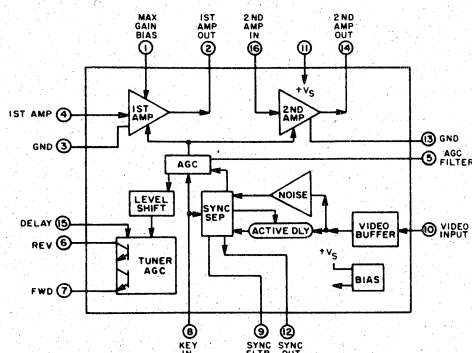 MAX
GAIN
BIAS
1
1ST
AMP
OUT
2
2ND
AMP
IN
16
11
2ND
AMP
OUT
14
+VS
1ST AMP 4
1ST
AMP
2ND
AMP
GND 3
13 GND
AGC
5 AGC
FILTER
LEVEL
SHIFT
SYNC
SEP
NOISE
DELAY 15
REV 6
ACTIVE DLY
VIDEO
BUFFER
10 VIDEO
INPUT
TUNER
AGC
+VS
BIAS
FWD 7
8
KEY
IN
9
SYNC
FLTR
12
SYNC
OUT